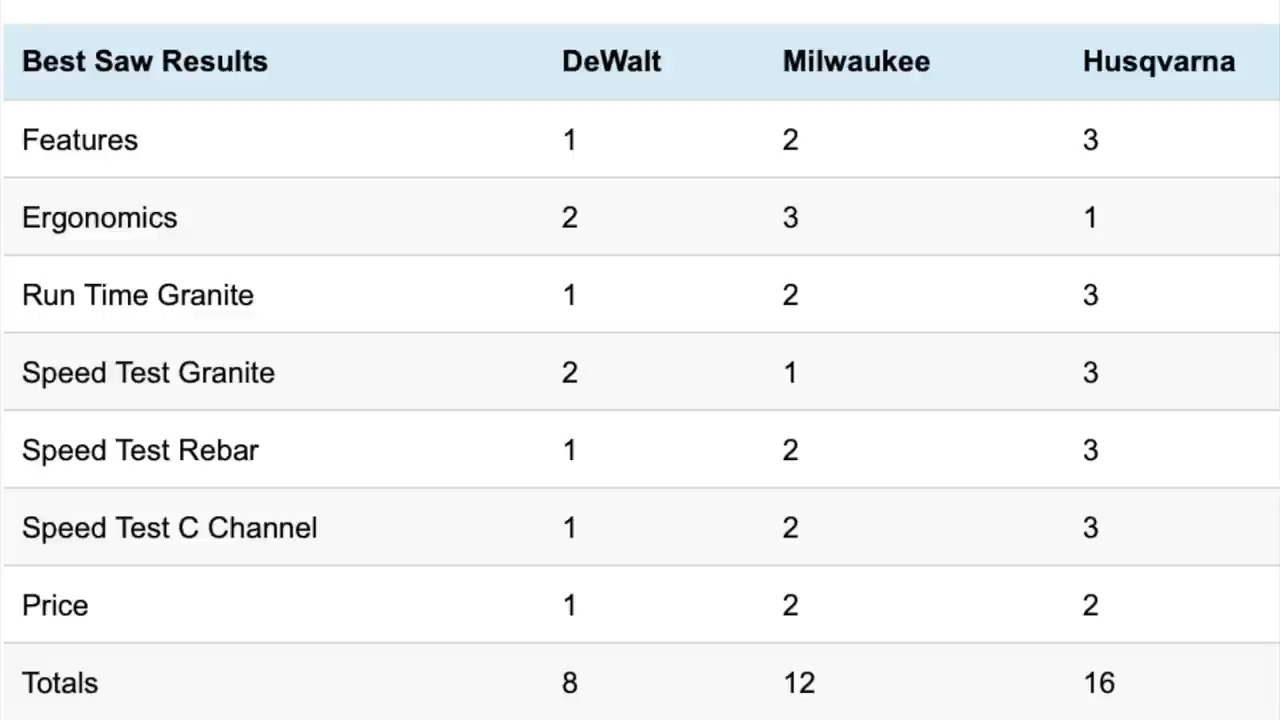 Best Saw Results DeWalt Milwaukee Husqvarna
Features 1 2 3
Ergonomics 2 3 1
Run Time Granite 1 2 3
Speed Test Granite 2 1 3
Speed Test Rebar 1 2 3
Speed Test C Channel 1 2 3
Price 1 2 2
Totals 8 12 16